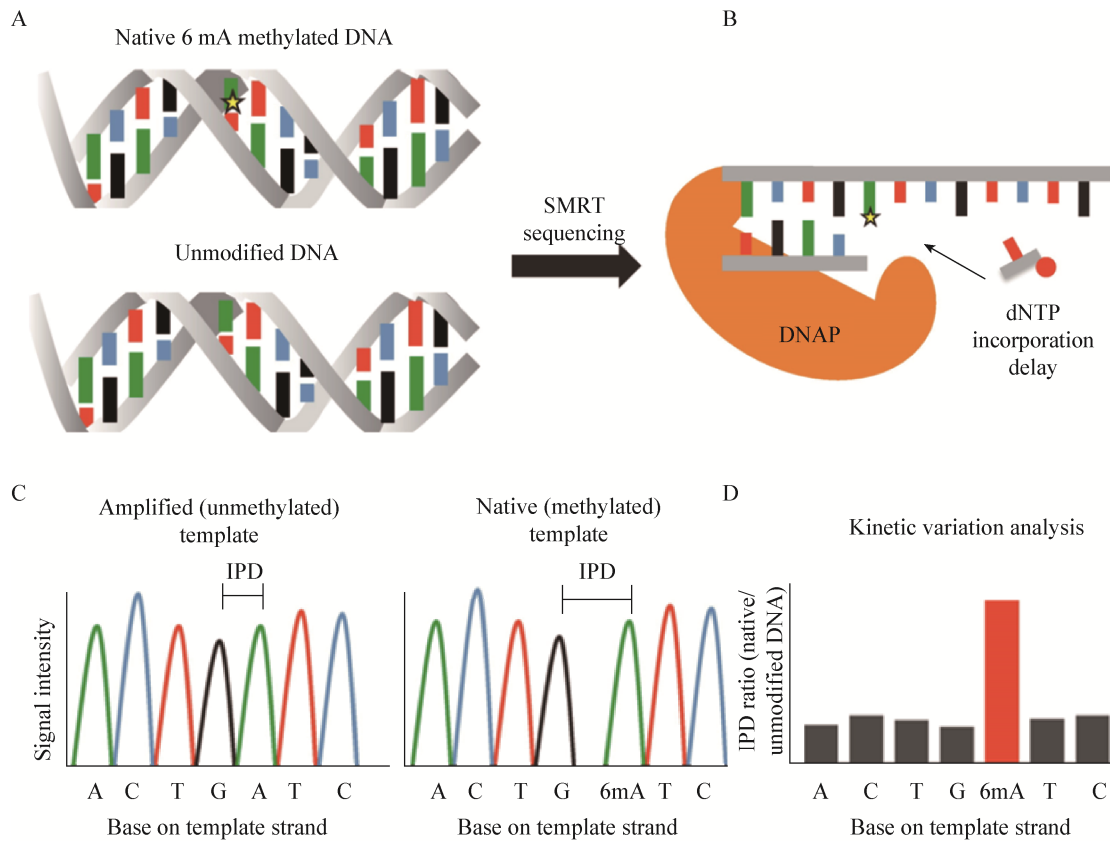 A
Native 6 mA methylated DNA
Unmodified DNA
SMRT
sequencing
B
DNAP
dNTP
incorporation
delay
C
Amplified (unmethylated)
template
IPD
Signal intensity
A C T G A T C
Base on template strand
Native (methylated)
template
IPD
A C T G 6mA T C
Base on template strand
D
Kinetic variation analysis
IPD ratio (native/
unmodified DNA)
A C T G 6mA T C
Base on template strand